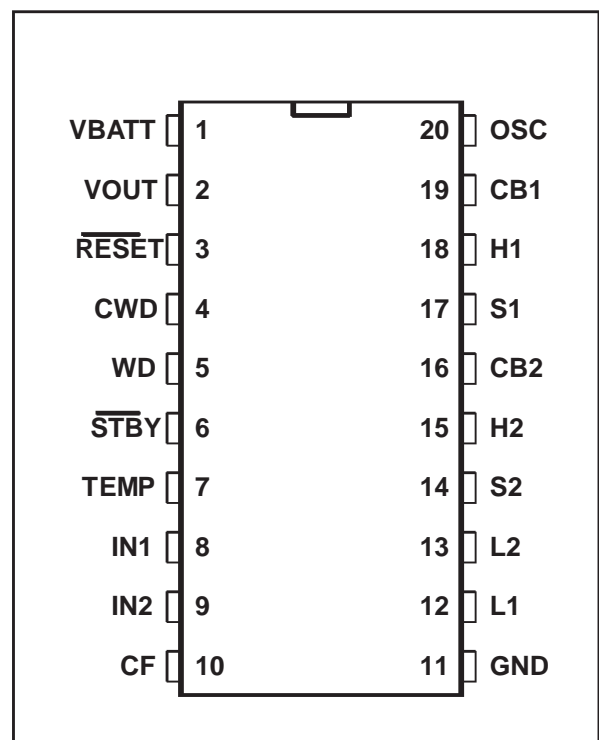 VBATT 1 20 OSC
VOUT 2 19 CB1
RESET 3 18 H1
CWD 4 17 S1
WD 5 16 CB2
STBY 6 15 H2
TEMP 7 14 S2
IN1 8 13 L2
IN2 9 12 L1
CF 10 11 GND